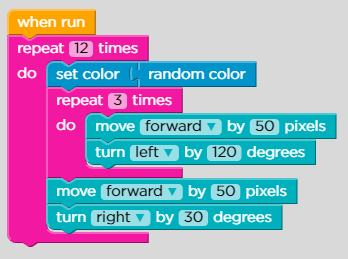 when run
repeat 12 times
do set color random color
repeat 3 times
do move forward ▼ by 50 pixels
turn left ▼ by 120 degrees
move forward ▼ by 50 pixels
turn right ▼ by 30 degrees